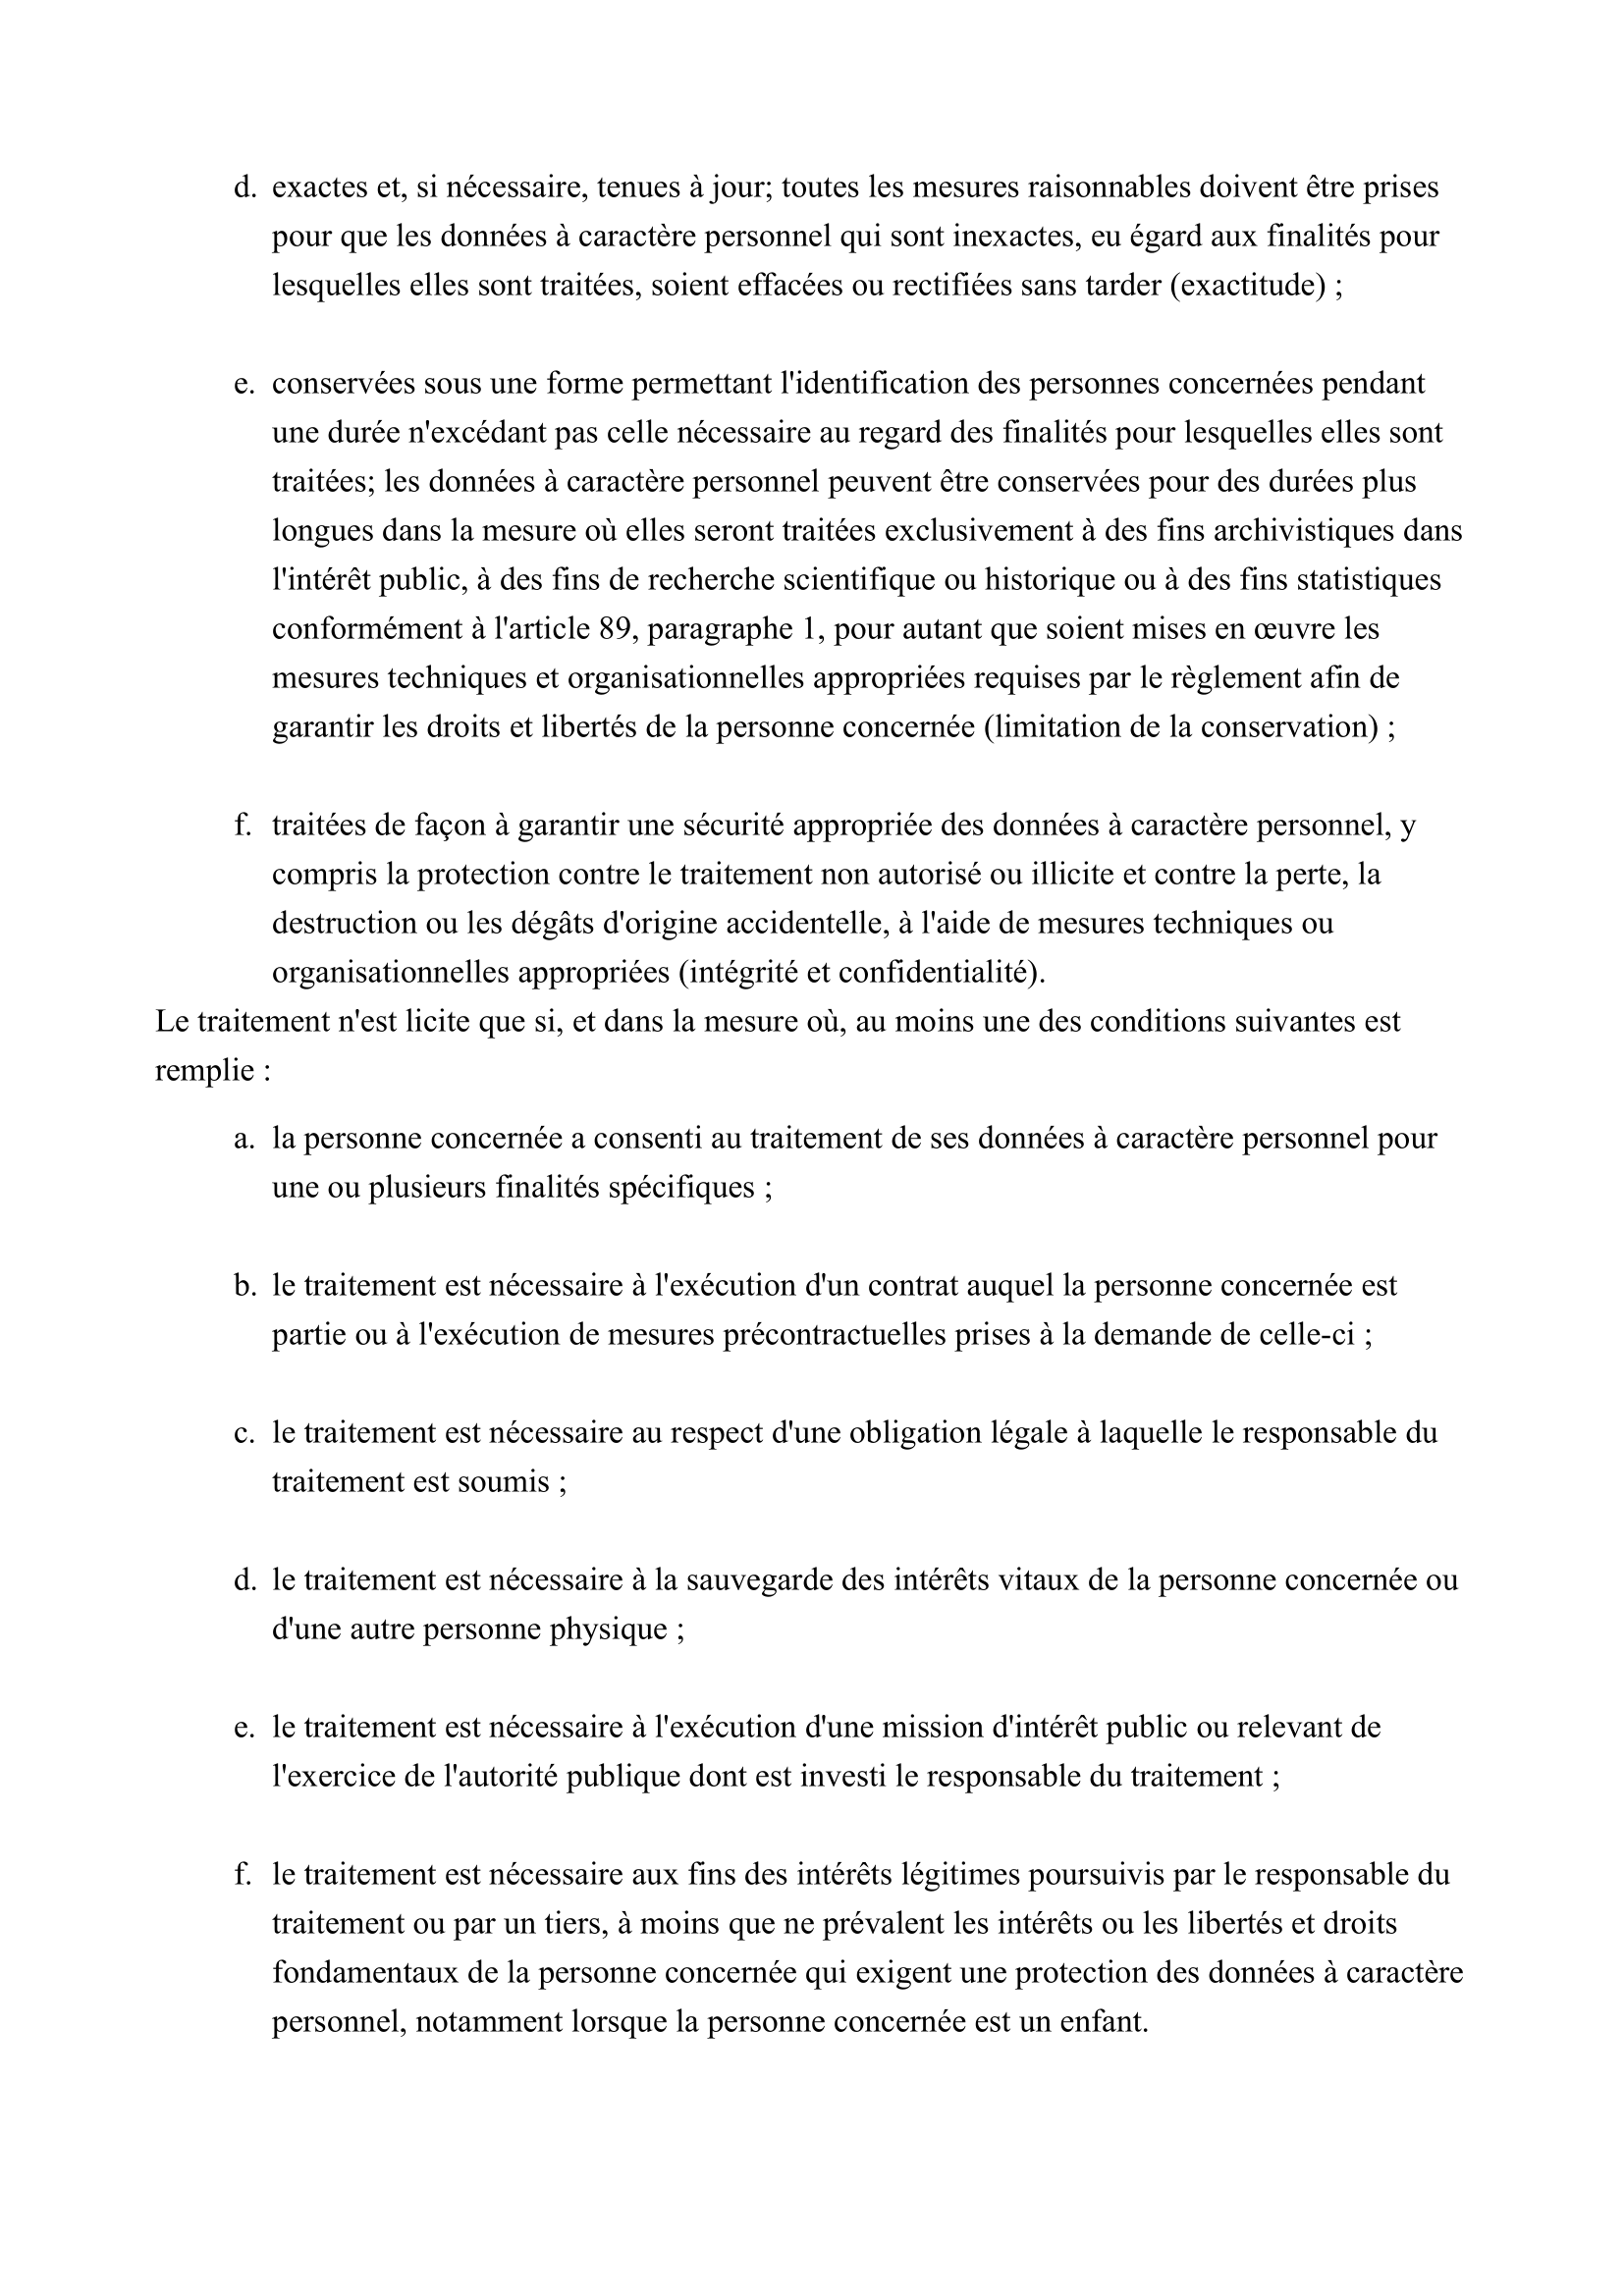 d. exactes et, si nécessaire, tenues à jour; toutes les mesures raisonnables doivent être prises
pour que les données à caractère personnel qui sont inexactes, eu égard aux finalités pour
lesquelles elles sont traitées, soient effacées ou rectifiées sans tarder (exactitude) ;
e. conservées sous une forme permettant l'identification des personnes concernées pendant
une durée n'excédant pas celle nécessaire au regard des finalités pour lesquelles elles sont
traitées; les données à caractère personnel peuvent être conservées pour des durées plus
longues dans la mesure où elles seront traitées exclusivement à des fins archivistiques dans
l'intérêt public, à des fins de recherche scientifique ou historique ou à des fins statistiques
conformément à l'article 89, paragraphe 1, pour autant que soient mises en œuvre les
mesures techniques et organisationnelles appropriées requises par le règlement afin de
garantir les droits et libertés de la personne concernée (limitation de la conservation) ;
f. traitées de façon à garantir une sécurité appropriée des données à caractère personnel, y
compris la protection contre le traitement non autorisé ou illicite et contre la perte, la
destruction ou les dégâts d'origine accidentelle, à l'aide de mesures techniques ou
organisationnelles appropriées (intégrité et confidentialité).
Le traitement n'est licite que si, et dans la mesure où, au moins une des conditions suivantes est
remplie :
a. la personne concernée a consenti au traitement de ses données à caractère personnel pour
une ou plusieurs finalités spécifiques ;
b. le traitement est nécessaire à l'exécution d'un contrat auquel la personne concernée est
partie ou à l'exécution de mesures précontractuelles prises à la demande de celle-ci ;
c. le traitement est nécessaire au respect d'une obligation légale à laquelle le responsable du
traitement est soumis ;
d. le traitement est nécessaire à la sauvegarde des intérêts vitaux de la personne concernée ou
d'une autre personne physique ;
e. le traitement est nécessaire à l'exécution d'une mission d'intérêt public ou relevant de
l'exercice de l'autorité publique dont est investi le responsable du traitement ;
f. le traitement est nécessaire aux fins des intérêts légitimes poursuivis par le responsable du
traitement ou par un tiers, à moins que ne prévalent les intérêts ou les libertés et droits
fondamentaux de la personne concernée qui exigent une protection des données à caractère
personnel, notamment lorsque la personne concernée est un enfant.